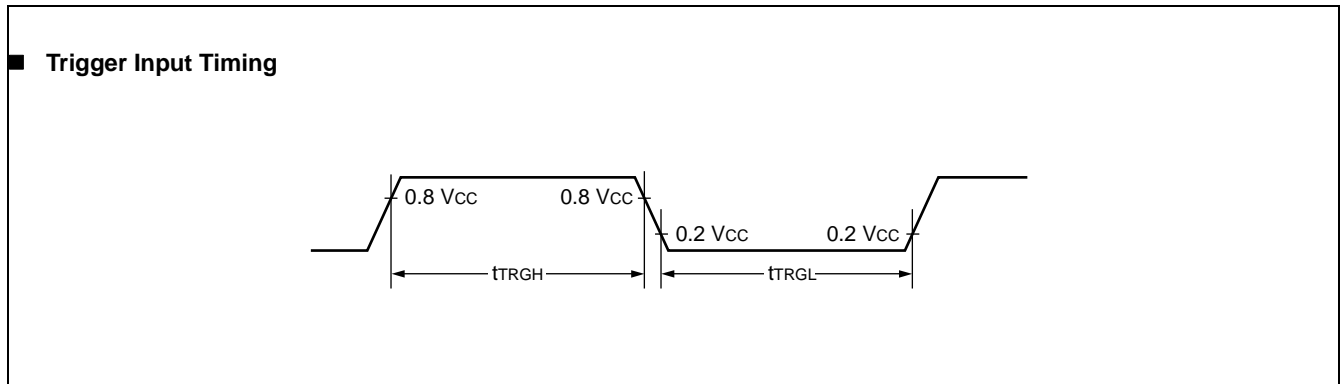 ■ Trigger Input Timing
0.8 VCC 0.8 VCC
0.2 VCC 0.2 VCC
tTRGH tTRGL